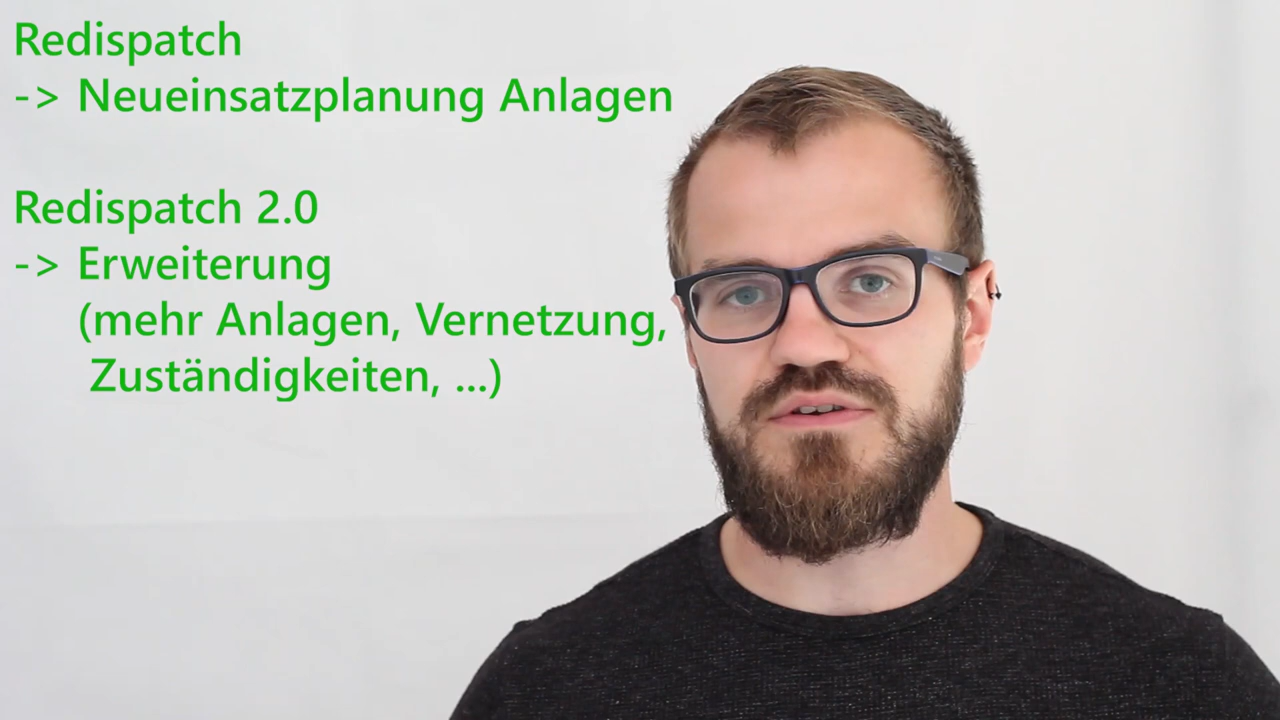 Redispatch
-> Neueinsatzplanung Anlagen
Redispatch 2.0
-> Erweiterung
(mehr Anlagen, Vernetzung,
Zuständigkeiten, ...)